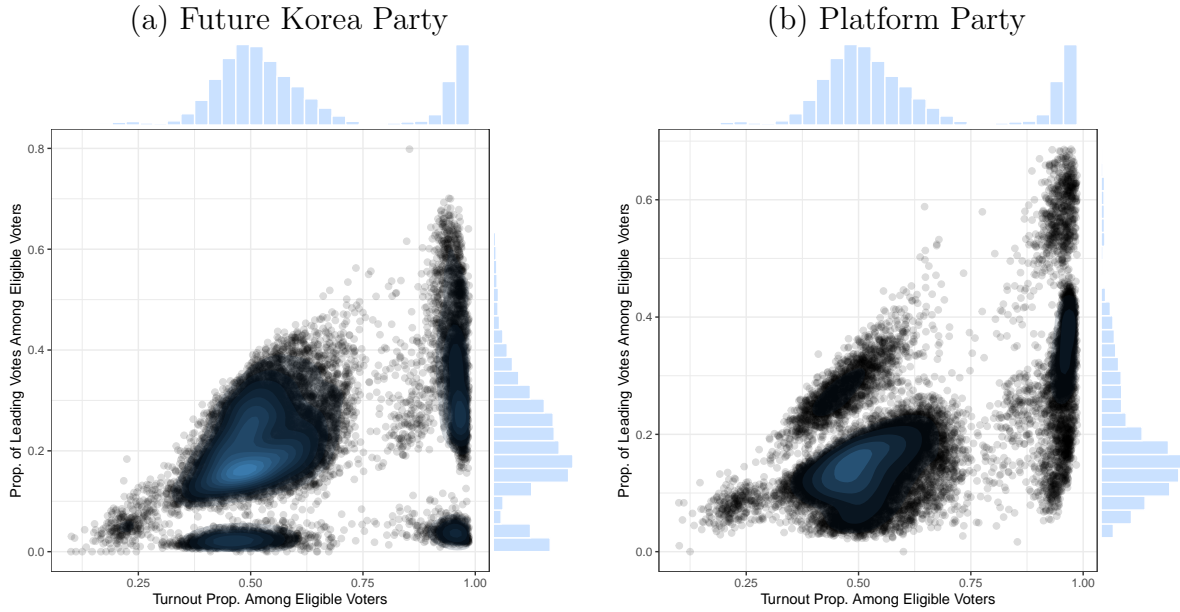 (a) Future Korea Party
(b) Platform Party
Prop. of Leading Votes Among Eligible Voters
0.8
0.6
0.4
0.2
0.0
0.25
0.50
0.75
1.00
Turnout Prop. Among Eligible Voters
Prop. of Leading Votes Among Eligible Voters
0.6
0.4
0.2
0.0
0.25
0.50
0.75
1.00
Turnout Prop. Among Eligible Voters